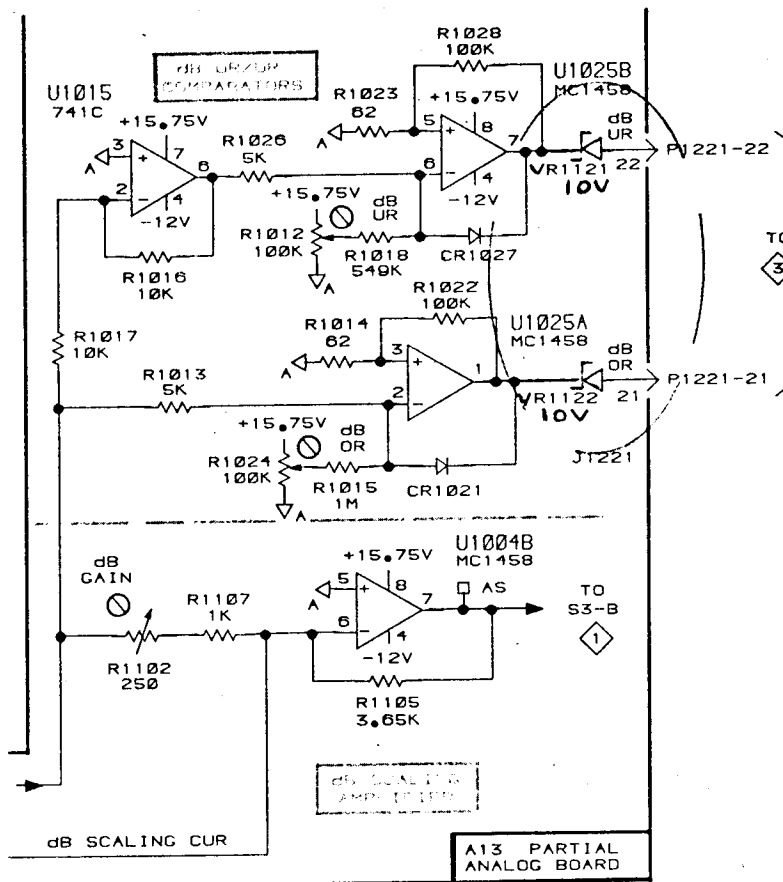 R1028
100K
dB UR/OR
COMPARATORS
U1025B
MC1458
U1015
741C
R1023
62
+15.75V
dB
UR
+15.75V
A
5
+
8
7
P1221-22
3
+
7
R1026
5K
6
VR1121
22
10V
A
6
−
4
2
−
4
+15.75V
dB
UR
-12V
TO
-12V
R1012
100K
R1018
549K
CR1027
3
R1016
10K
A
R1022
100K
U1025A
MC1458
R1014
62
R1017
10K
3
+
1
dB
OR
R1013
5K
A
P1221-21
2
−
VR1122
21
10V
+15.75V
dB
OR
J1221
R1024
100K
R1015
1M
CR1021
A
U1004B
MC1458
dB
GAIN
+15.75V
5
+
8
7
AS
TO
S3-B
R1107
1K
A
6
−
4
1
R1102
250
-12V
R1105
3.65K
dB SCALING
AMPLIFIER
dB SCALING CUR
A13 PARTIAL
ANALOG BOARD